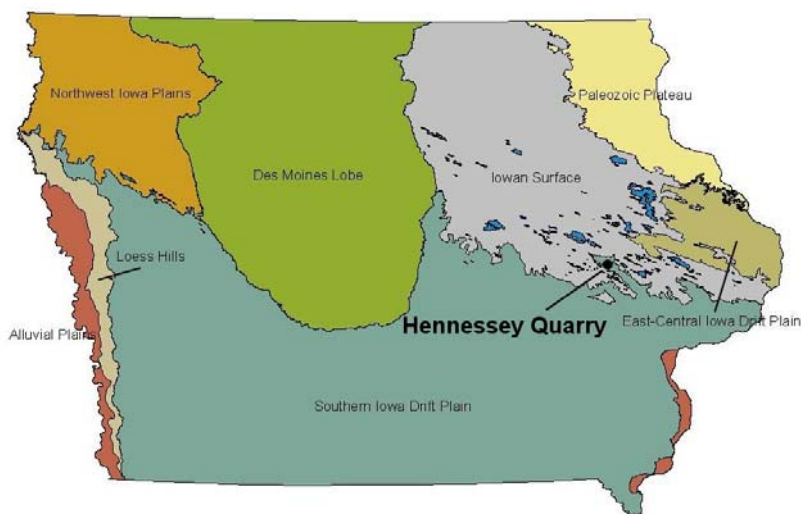 Northwest Iowa Plains
Paleozoic Plateau
Des Moines Lobe
Iowan Surface
Loess Hills
Hennessey Quarry
East-Central Iowa Drift Plain
Alluvial Plains
Southern Iowa Drift Plain